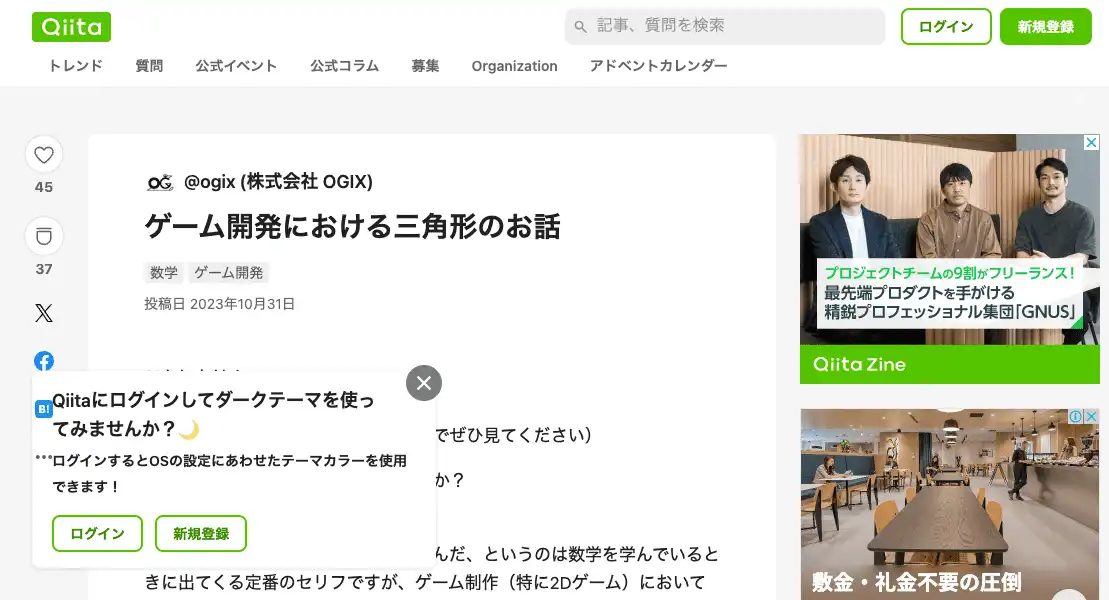 Qiita
記事、質問を検索
ログイン
新規登録
トレンド
質問
公式イベント
公式コラム
募集
Organization
アドベントカレンダー
45
37
@ogix (株式会社 OGIX)
ゲーム開発における三角形のお話
数学
ゲーム開発
投稿日 2023年10月31日
B!
Qiitaにログインしてダークテーマを使っ
てみませんか？🌙
ログインするとOSの設定にあわせたテーマカラーを使用
できます！
ログイン
新規登録
でぜひ見てください）
か？
んだ、というのは数学を学んでいると
きに出てくる定番のセリフですが、ゲーム制作（特に2Dゲーム）において
プロジェクトチームの9割がフリーランス！
最先端プロダクトを手がける
精鋭プロフェッショナル集団「GNUS」
Qiita Zine
敷金・礼金不要の圧倒